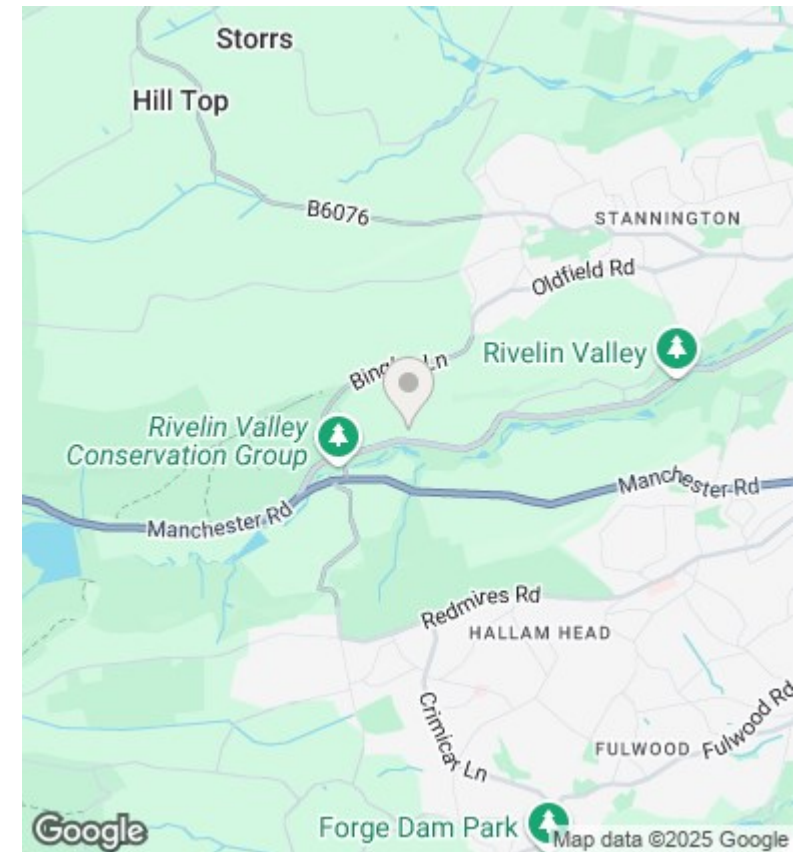 Storrs
Hill Top
B6076
STANNINGTON
Oldfield Rd
Rivelin Valley
Ln
Rivelin Valley
Conservation Group
Manchester Rd
Manchester Rd
Redmires Rd
HALLAM HEAD
Crimicar Ln
Fulwood Rd
FULWOOD
Forge Dam Park
Google
Map data ©2025 Google